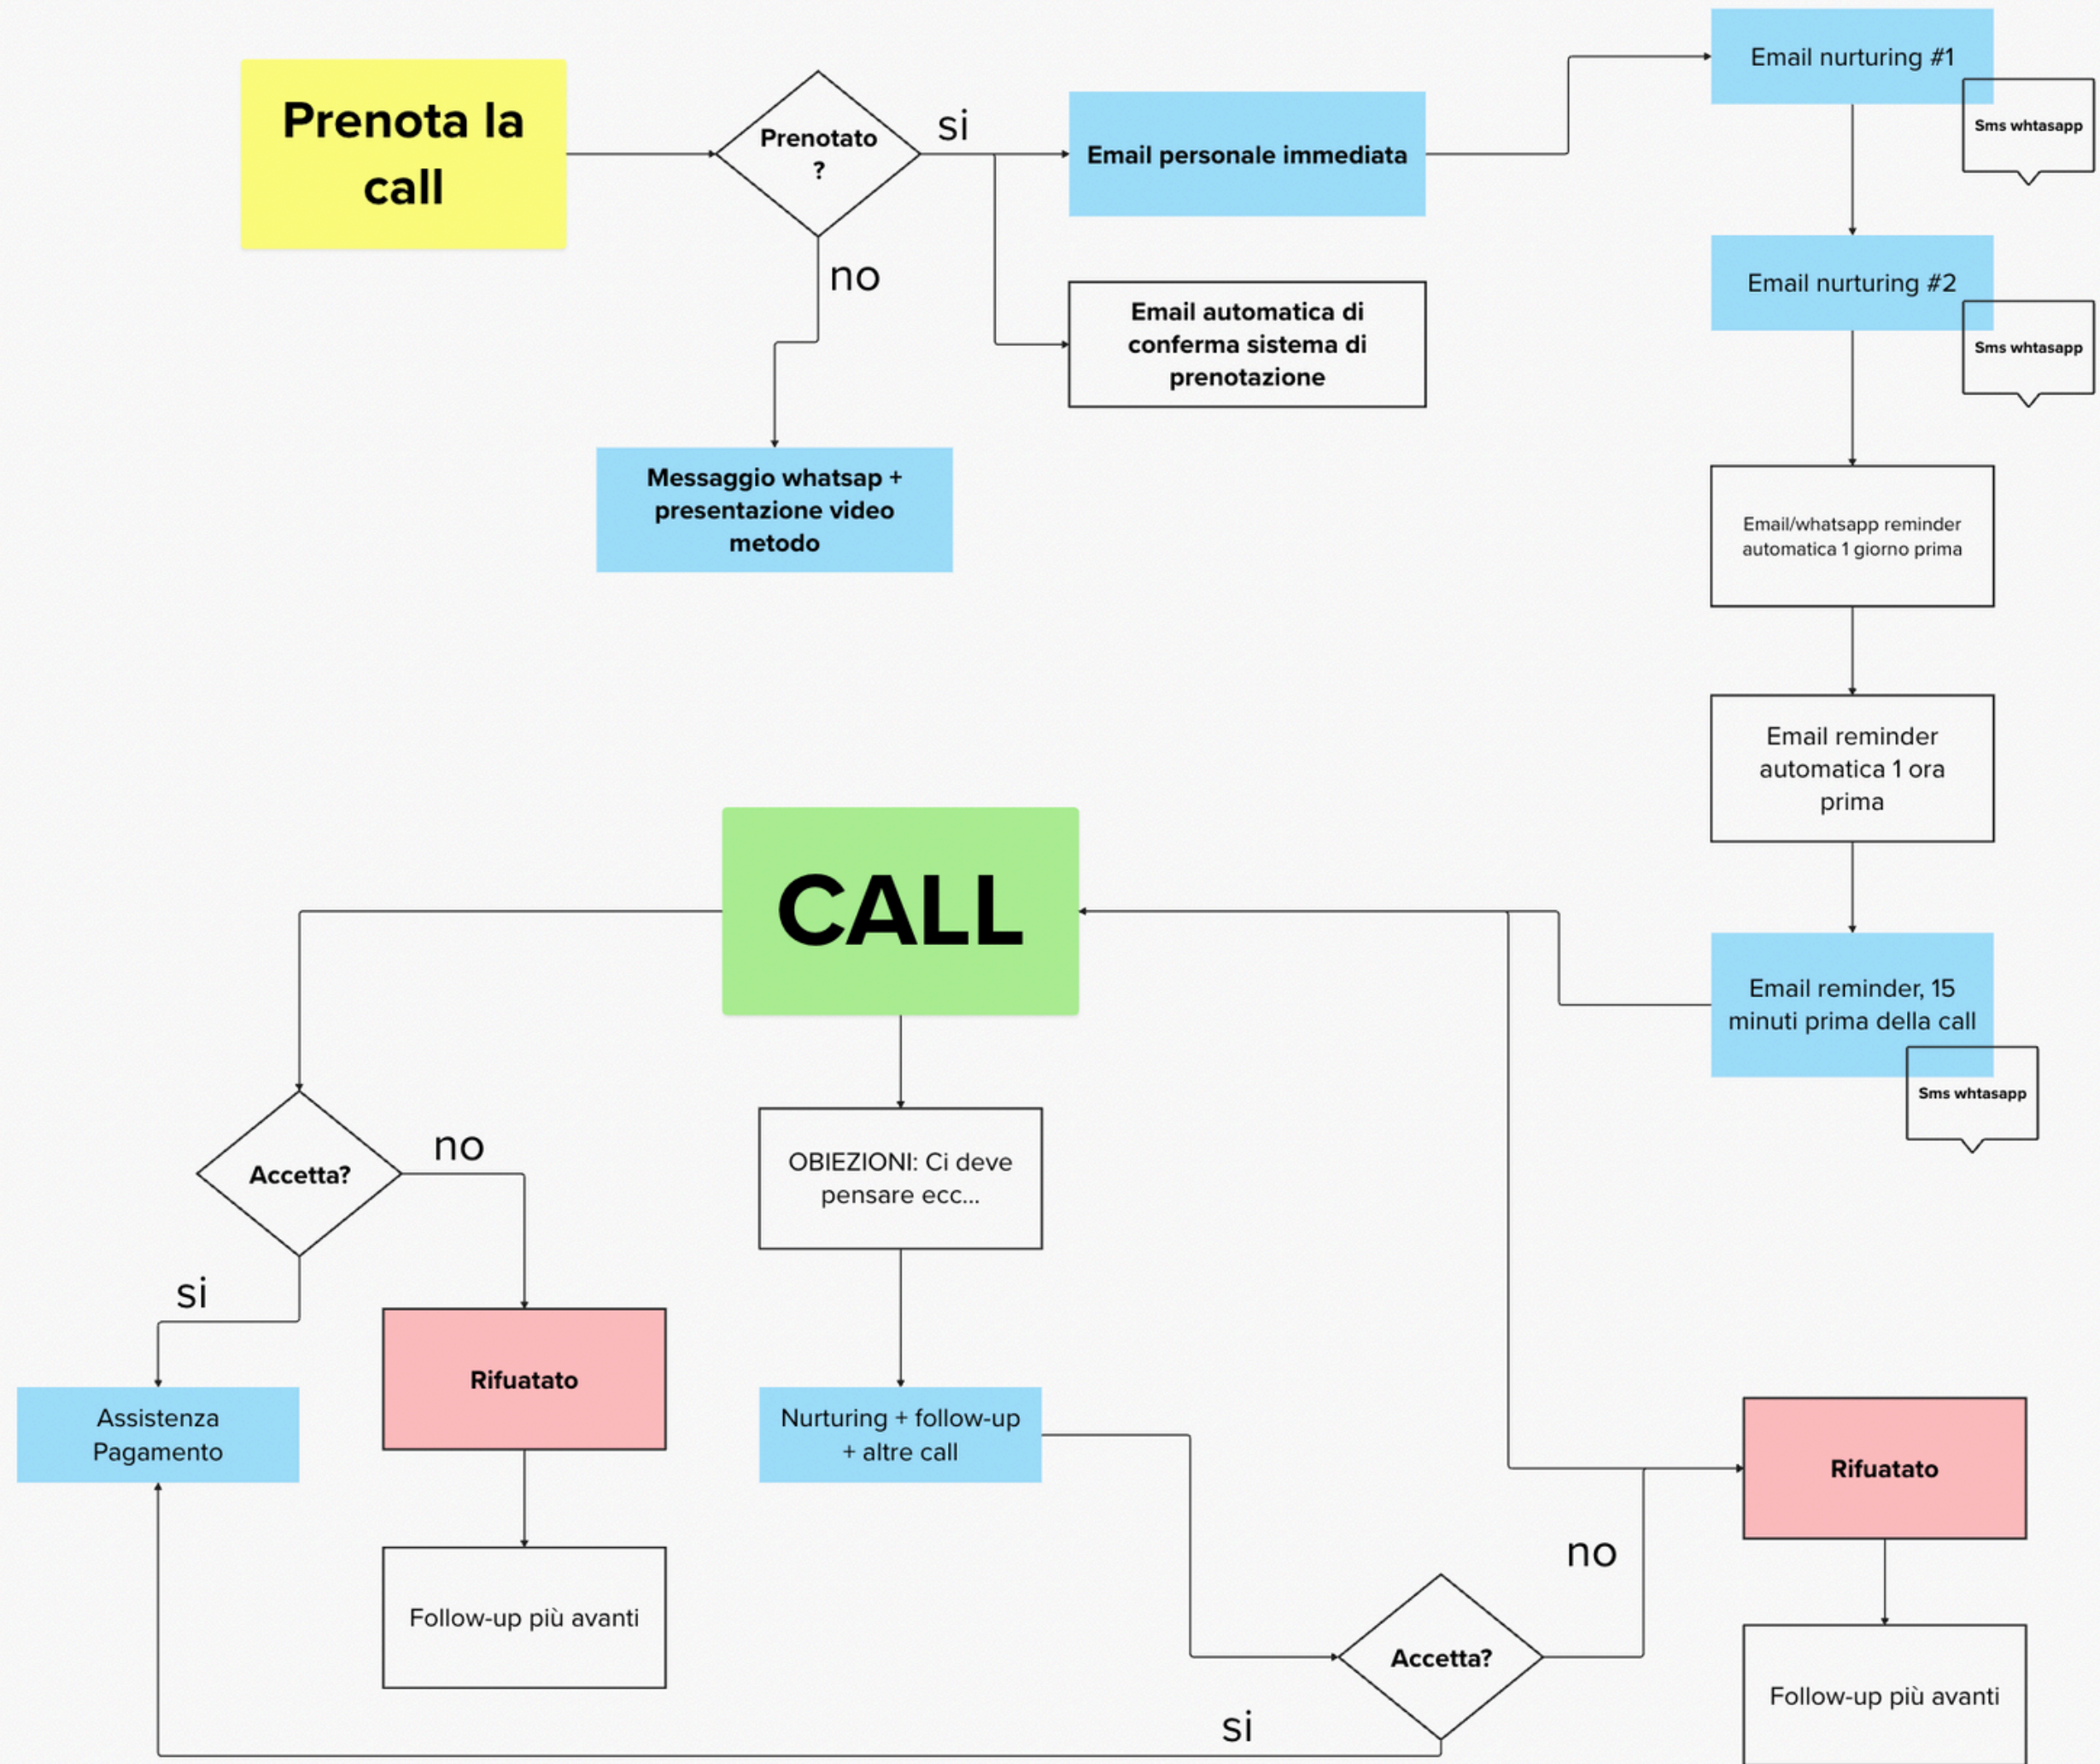 Prenota la
call
Prenotato
?
si
no
Email personale immediata
Email automatica di
conferma sistema di
prenotazione
Messaggio whatsap +
presentazione video
metodo
Email nurturing #1
Sms whtasapp
Email nurturing #2
Sms whtasapp
Email/whatsapp reminder
automatica 1 giorno prima
Email reminder
automatica 1 ora
prima
Email reminder, 15
minuti prima della call
Sms whtasapp
CALL
Accetta?
no
si
Rifuatato
Assistenza
Pagamento
Follow-up più avanti
OBIEZIONI: Ci deve
pensare ecc...
Nurturing + follow-up
+ altre call
Accetta?
no
si
Rifuatato
Follow-up più avanti